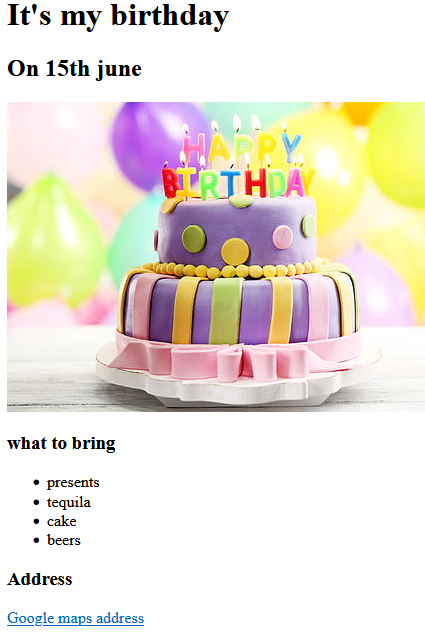 It's my birthday
On 15th june
HAPPY
BIRTHDAY
what to bring
presents
tequila
cake
beers
Address
Google maps address